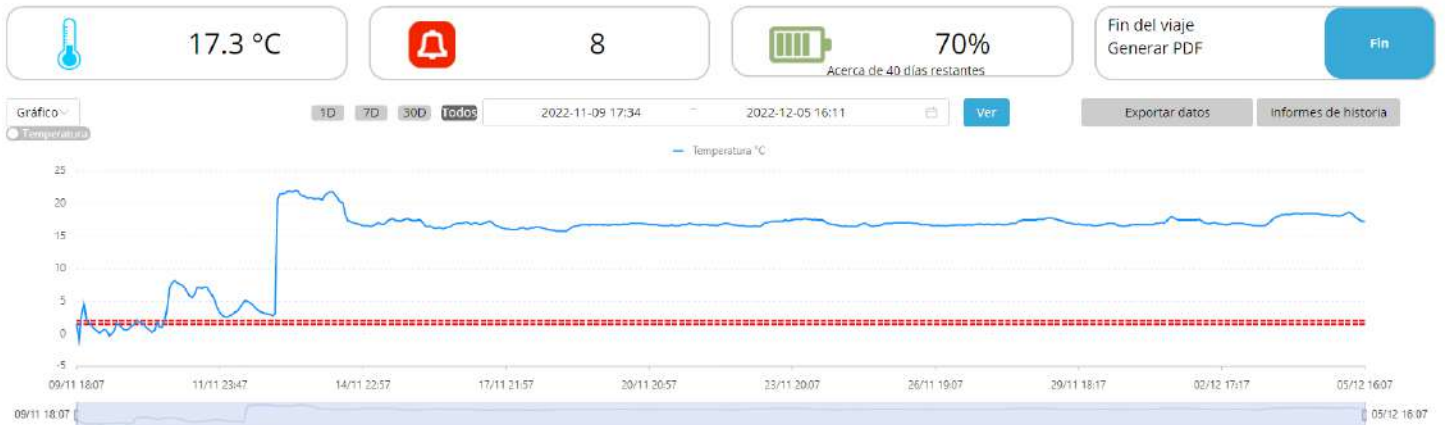 17.3 °C
8
70%
Acerca de 40 días restantes
Fin del viaje
Generar PDF
Fin
Gráfico
1D 7D 30D Todos 2022-11-09 17:34 ~ 2022-12-05 16:11 Ver Exportar datos Informes de historia
Temperatura
Temperatura °C
25
20
15
10
5
0
-5
09/11 18:07 11/11 23:47 14/11 22:57 17/11 21:57 20/11 20:57 23/11 20:07 26/11 19:07 29/11 18:17 02/12 17:17 05/12 16:07
09/11 18:07 05/12 16:07